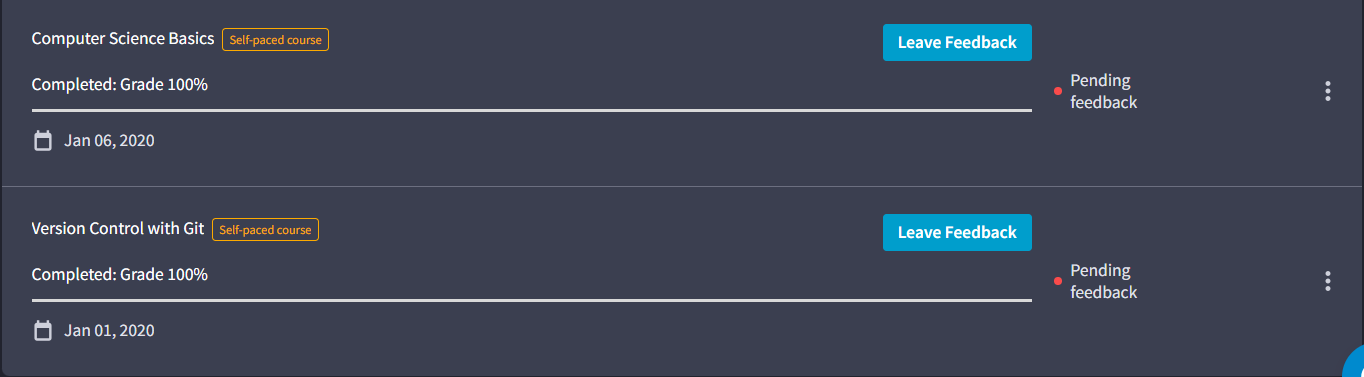 Computer Science Basics Self-paced course Leave Feedback
Completed: Grade 100%
Pending
feedback
Jan 06, 2020
Version Control with Git Self-paced course Leave Feedback
Completed: Grade 100%
Pending
feedback
Jan 01, 2020